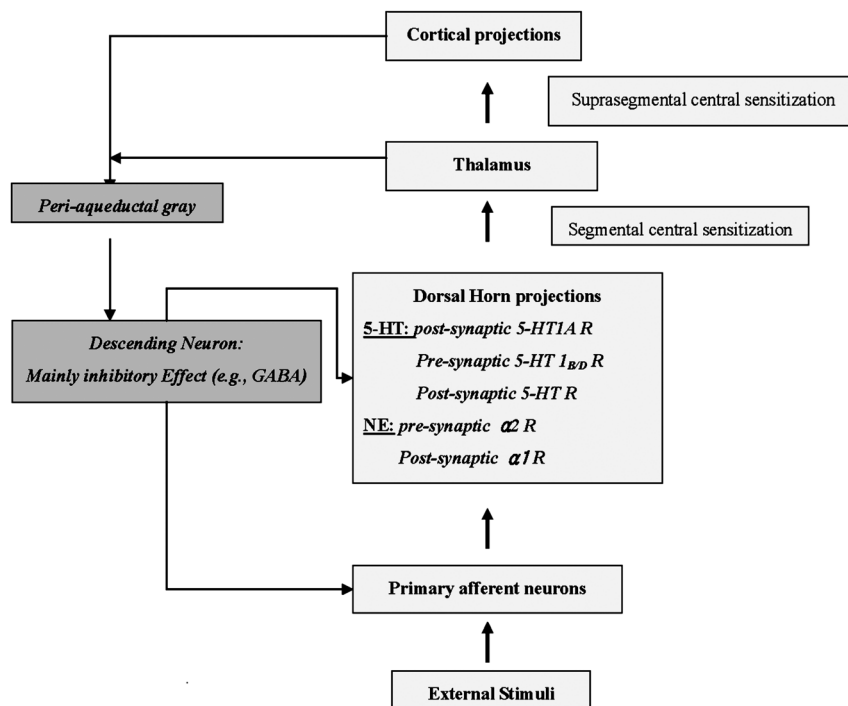 Cortical projections
Suprasegmental central sensitization
Thalamus
Peri-aqueductal gray
Segmental central sensitization
Dorsal Horn projections
5-HT: post-synaptic 5-HT1A R
Pre-synaptic 5-HT 1B/D R
Post-synaptic 5-HT R
NE: pre-synaptic α2 R
Post-synaptic α1 R
Descending Neuron:
Mainly inhibitory Effect (e.g., GABA)
Primary afferent neurons
External Stimuli